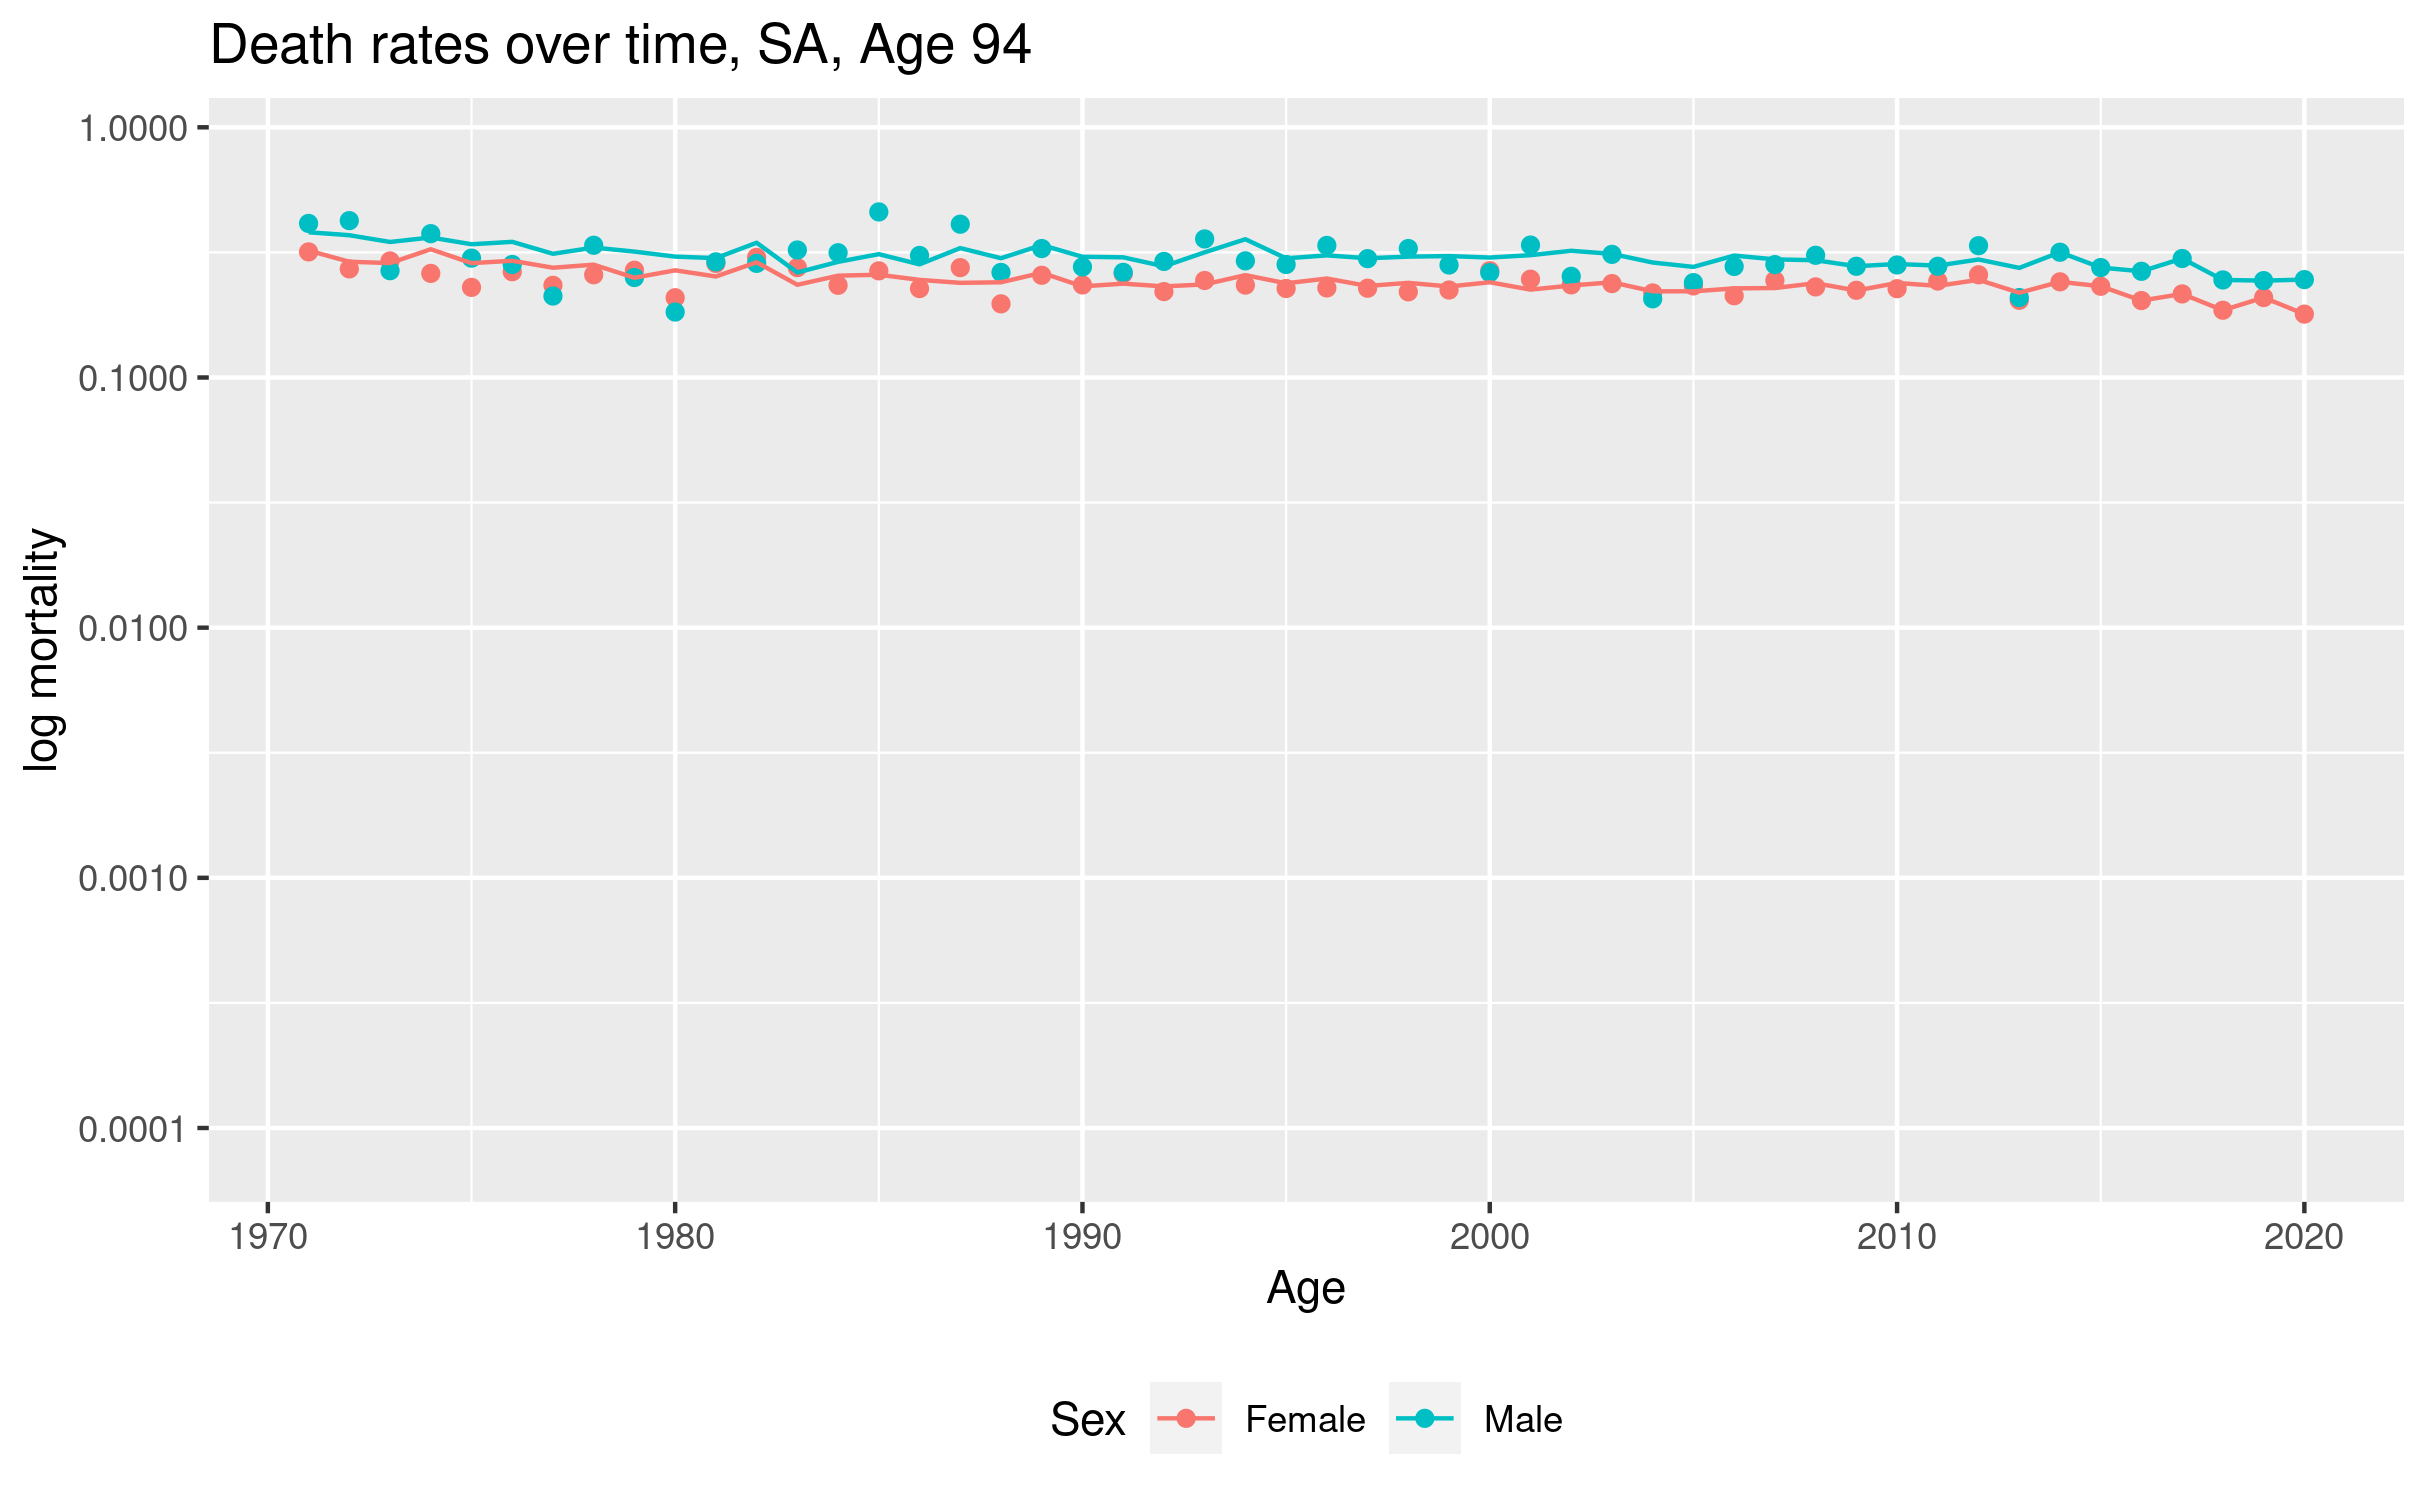 Death rates over time, SA, Age 94
log mortality
1.0000
0.1000
0.0100
0.0010
0.0001
1970 1980 1990 2000 2010 2020
Age
Sex Female Male